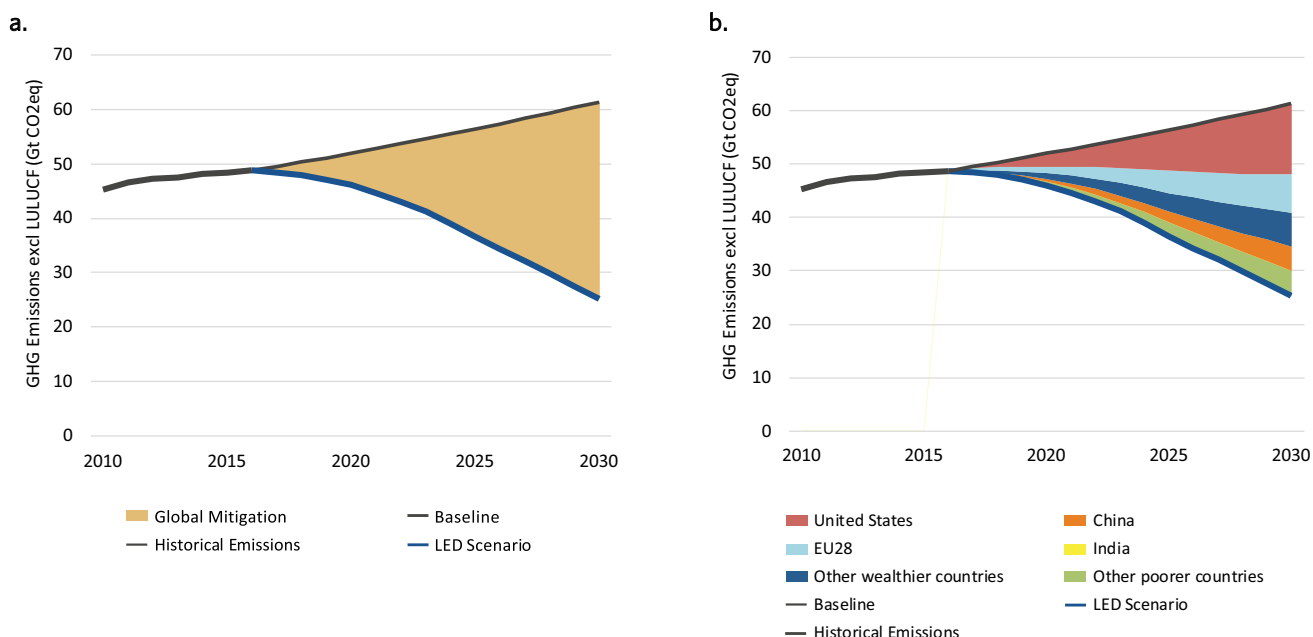 a.
GHG Emissions excl LULUCF (Gt CO2eq)
70
60
50
40
30
20
10
0
2010 2015 2020 2025 2030
Global Mitigation Baseline
Historical Emissions LED Scenario
b.
GHG Emissions excl LULUCF (Gt CO2eq)
70
60
50
40
30
20
10
0
2010 2015 2020 2025 2030
United States China
EU28 India
Other wealthier countries Other poorer countries
Baseline LED Scenario
Historical Emissions